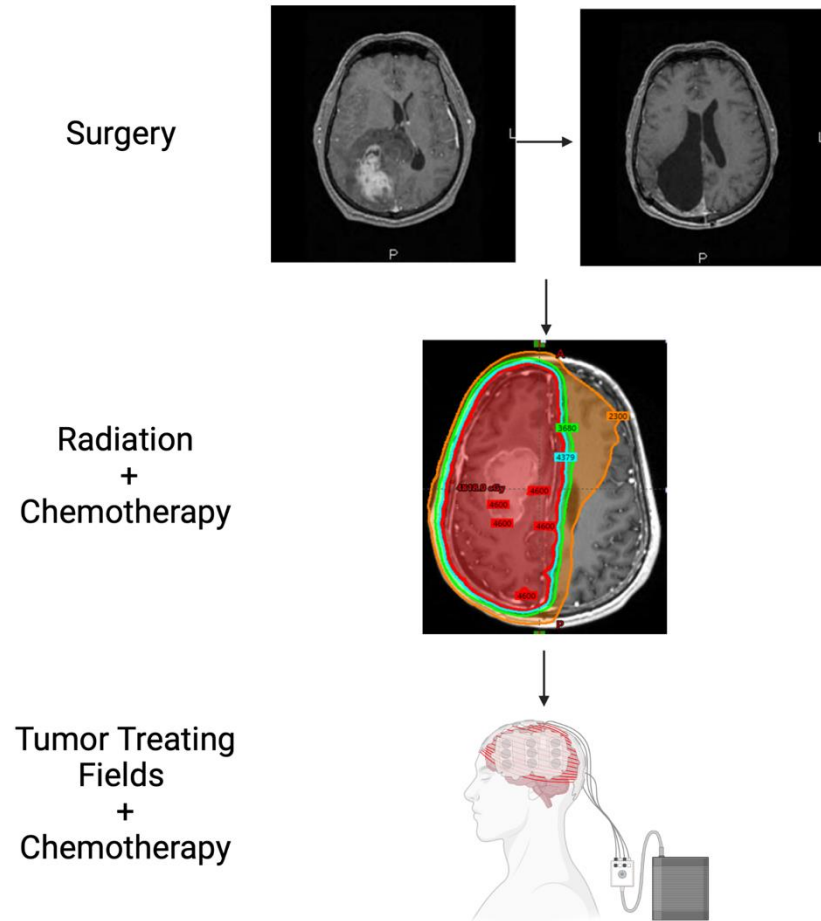 Surgery
L
L
P
P
Radiation
+
Chemotherapy
A
2300
3680
4379
4600
4600
4600
4600
4600
P
Tumor Treating
Fields
+
Chemotherapy